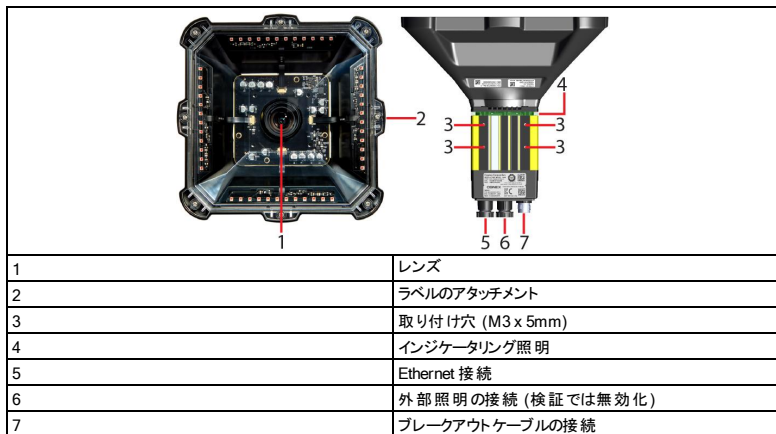 4
2
3
3
3
3
1
5
6
7
1 レンズ
2 ラベルのアタッチメント
3 取り付け穴 (M3 x 5mm)
4 インジケータリング照明
5 Ethernet 接続
6 外部照明の接続 (検証では無効化)
7 ブレークアウトケーブルの接続